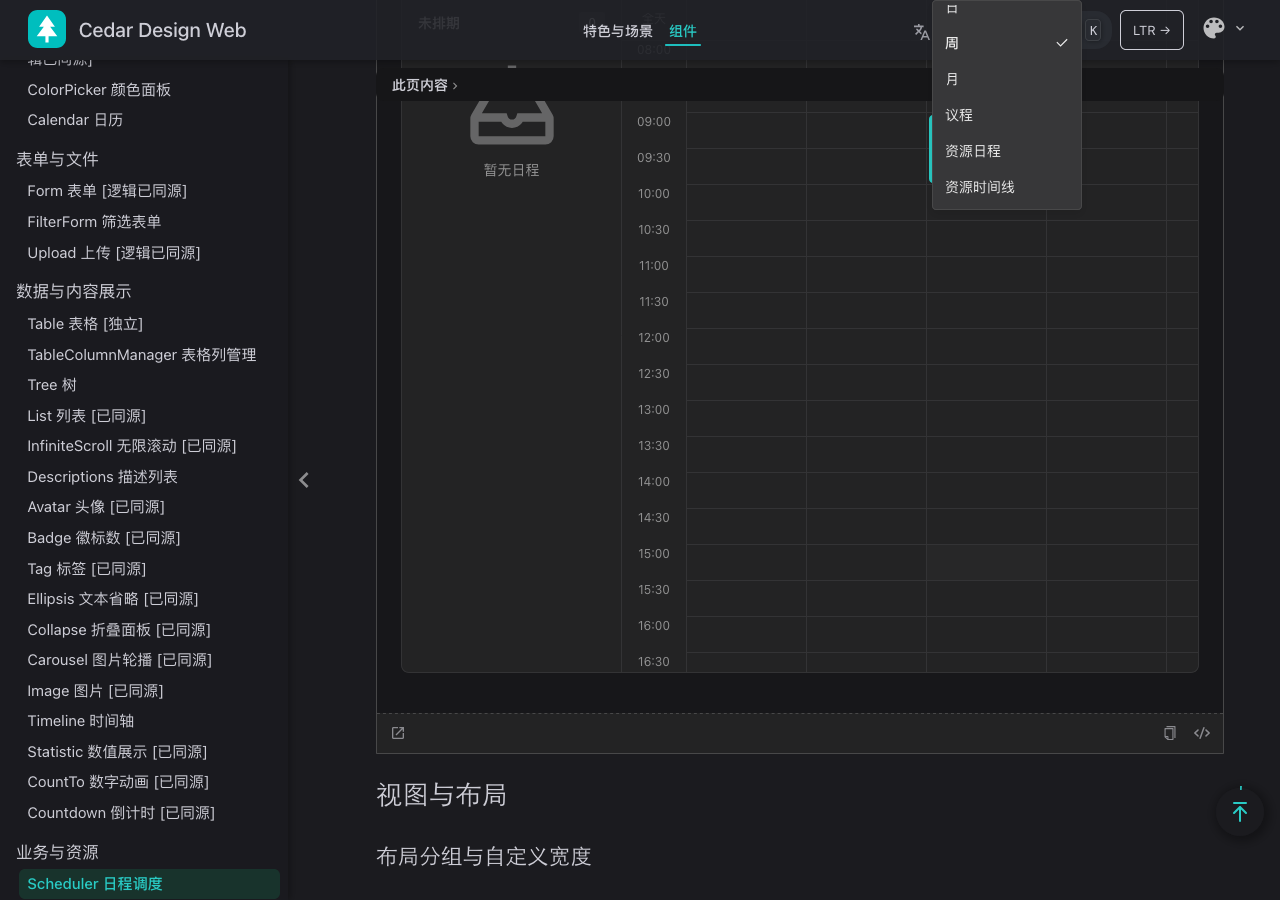 Cedar Design Web
特色与场景
组件
K
LTR →
日
周
月
议程
资源日程
资源时间线
未排期
08:00
此页内容 ›
辑已同源]
ColorPicker 颜色面板
Calendar 日历
表单与文件
Form 表单 [逻辑已同源]
FilterForm 筛选表单
Upload 上传 [逻辑已同源]
数据与内容展示
Table 表格 [独立]
TableColumnManager 表格列管理
Tree 树
List 列表 [已同源]
InfiniteScroll 无限滚动 [已同源]
Descriptions 描述列表
Avatar 头像 [已同源]
Badge 徽标数 [已同源]
Tag 标签 [已同源]
Ellipsis 文本省略 [已同源]
Collapse 折叠面板 [已同源]
Carousel 图片轮播 [已同源]
Image 图片 [已同源]
Timeline 时间轴
Statistic 数值展示 [已同源]
CountTo 数字动画 [已同源]
Countdown 倒计时 [已同源]
业务与资源
Scheduler 日程调度
暂无日程
09:00
09:30
10:00
10:30
11:00
11:30
12:00
12:30
13:00
13:30
14:00
14:30
15:00
15:30
16:00
16:30
视图与布局
布局分组与自定义宽度